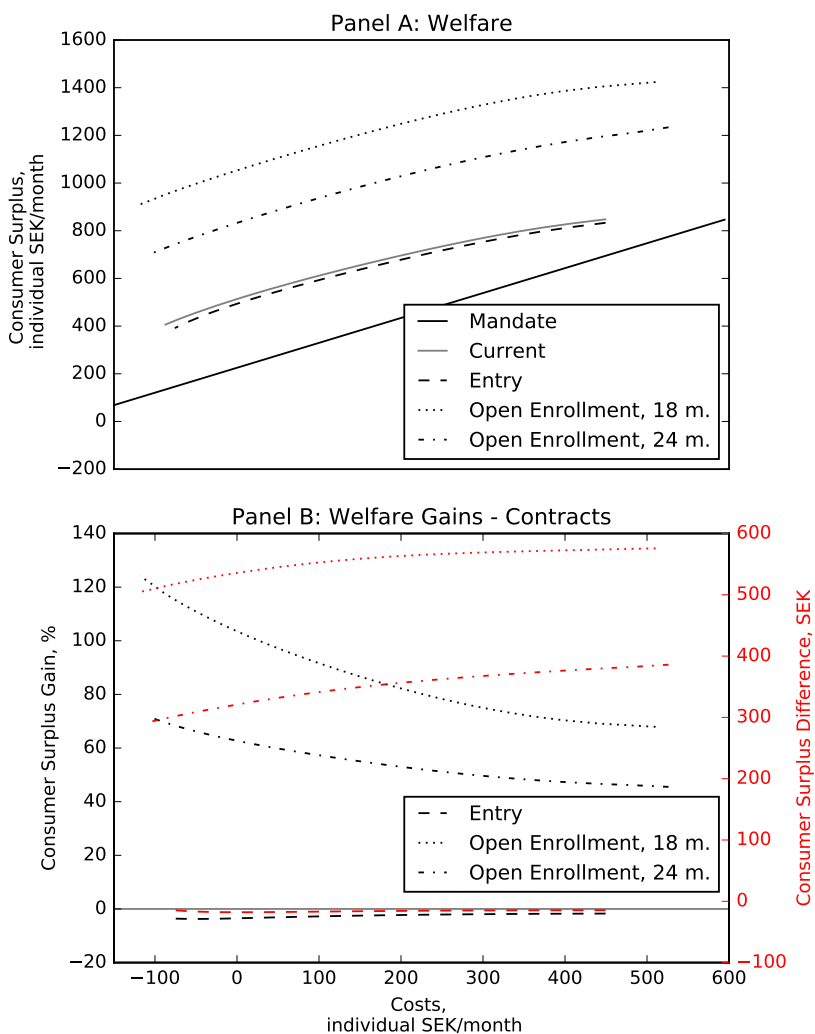 Panel A: Welfare
1600
1400
1200
1000
800
600
400
200
0
−200
Consumer Surplus,
individual SEK/month
Mandate
Current
Entry
Open Enrollment, 18 m.
Open Enrollment, 24 m.
Panel B: Welfare Gains - Contracts
140
120
100
80
60
40
20
0
−20
Consumer Surplus Gain, %
600
500
400
300
200
100
0
−100
Consumer Surplus Difference, SEK
Entry
Open Enrollment, 18 m.
Open Enrollment, 24 m.
−100 0 100 200 300 400 500 600
Costs,
individual SEK/month